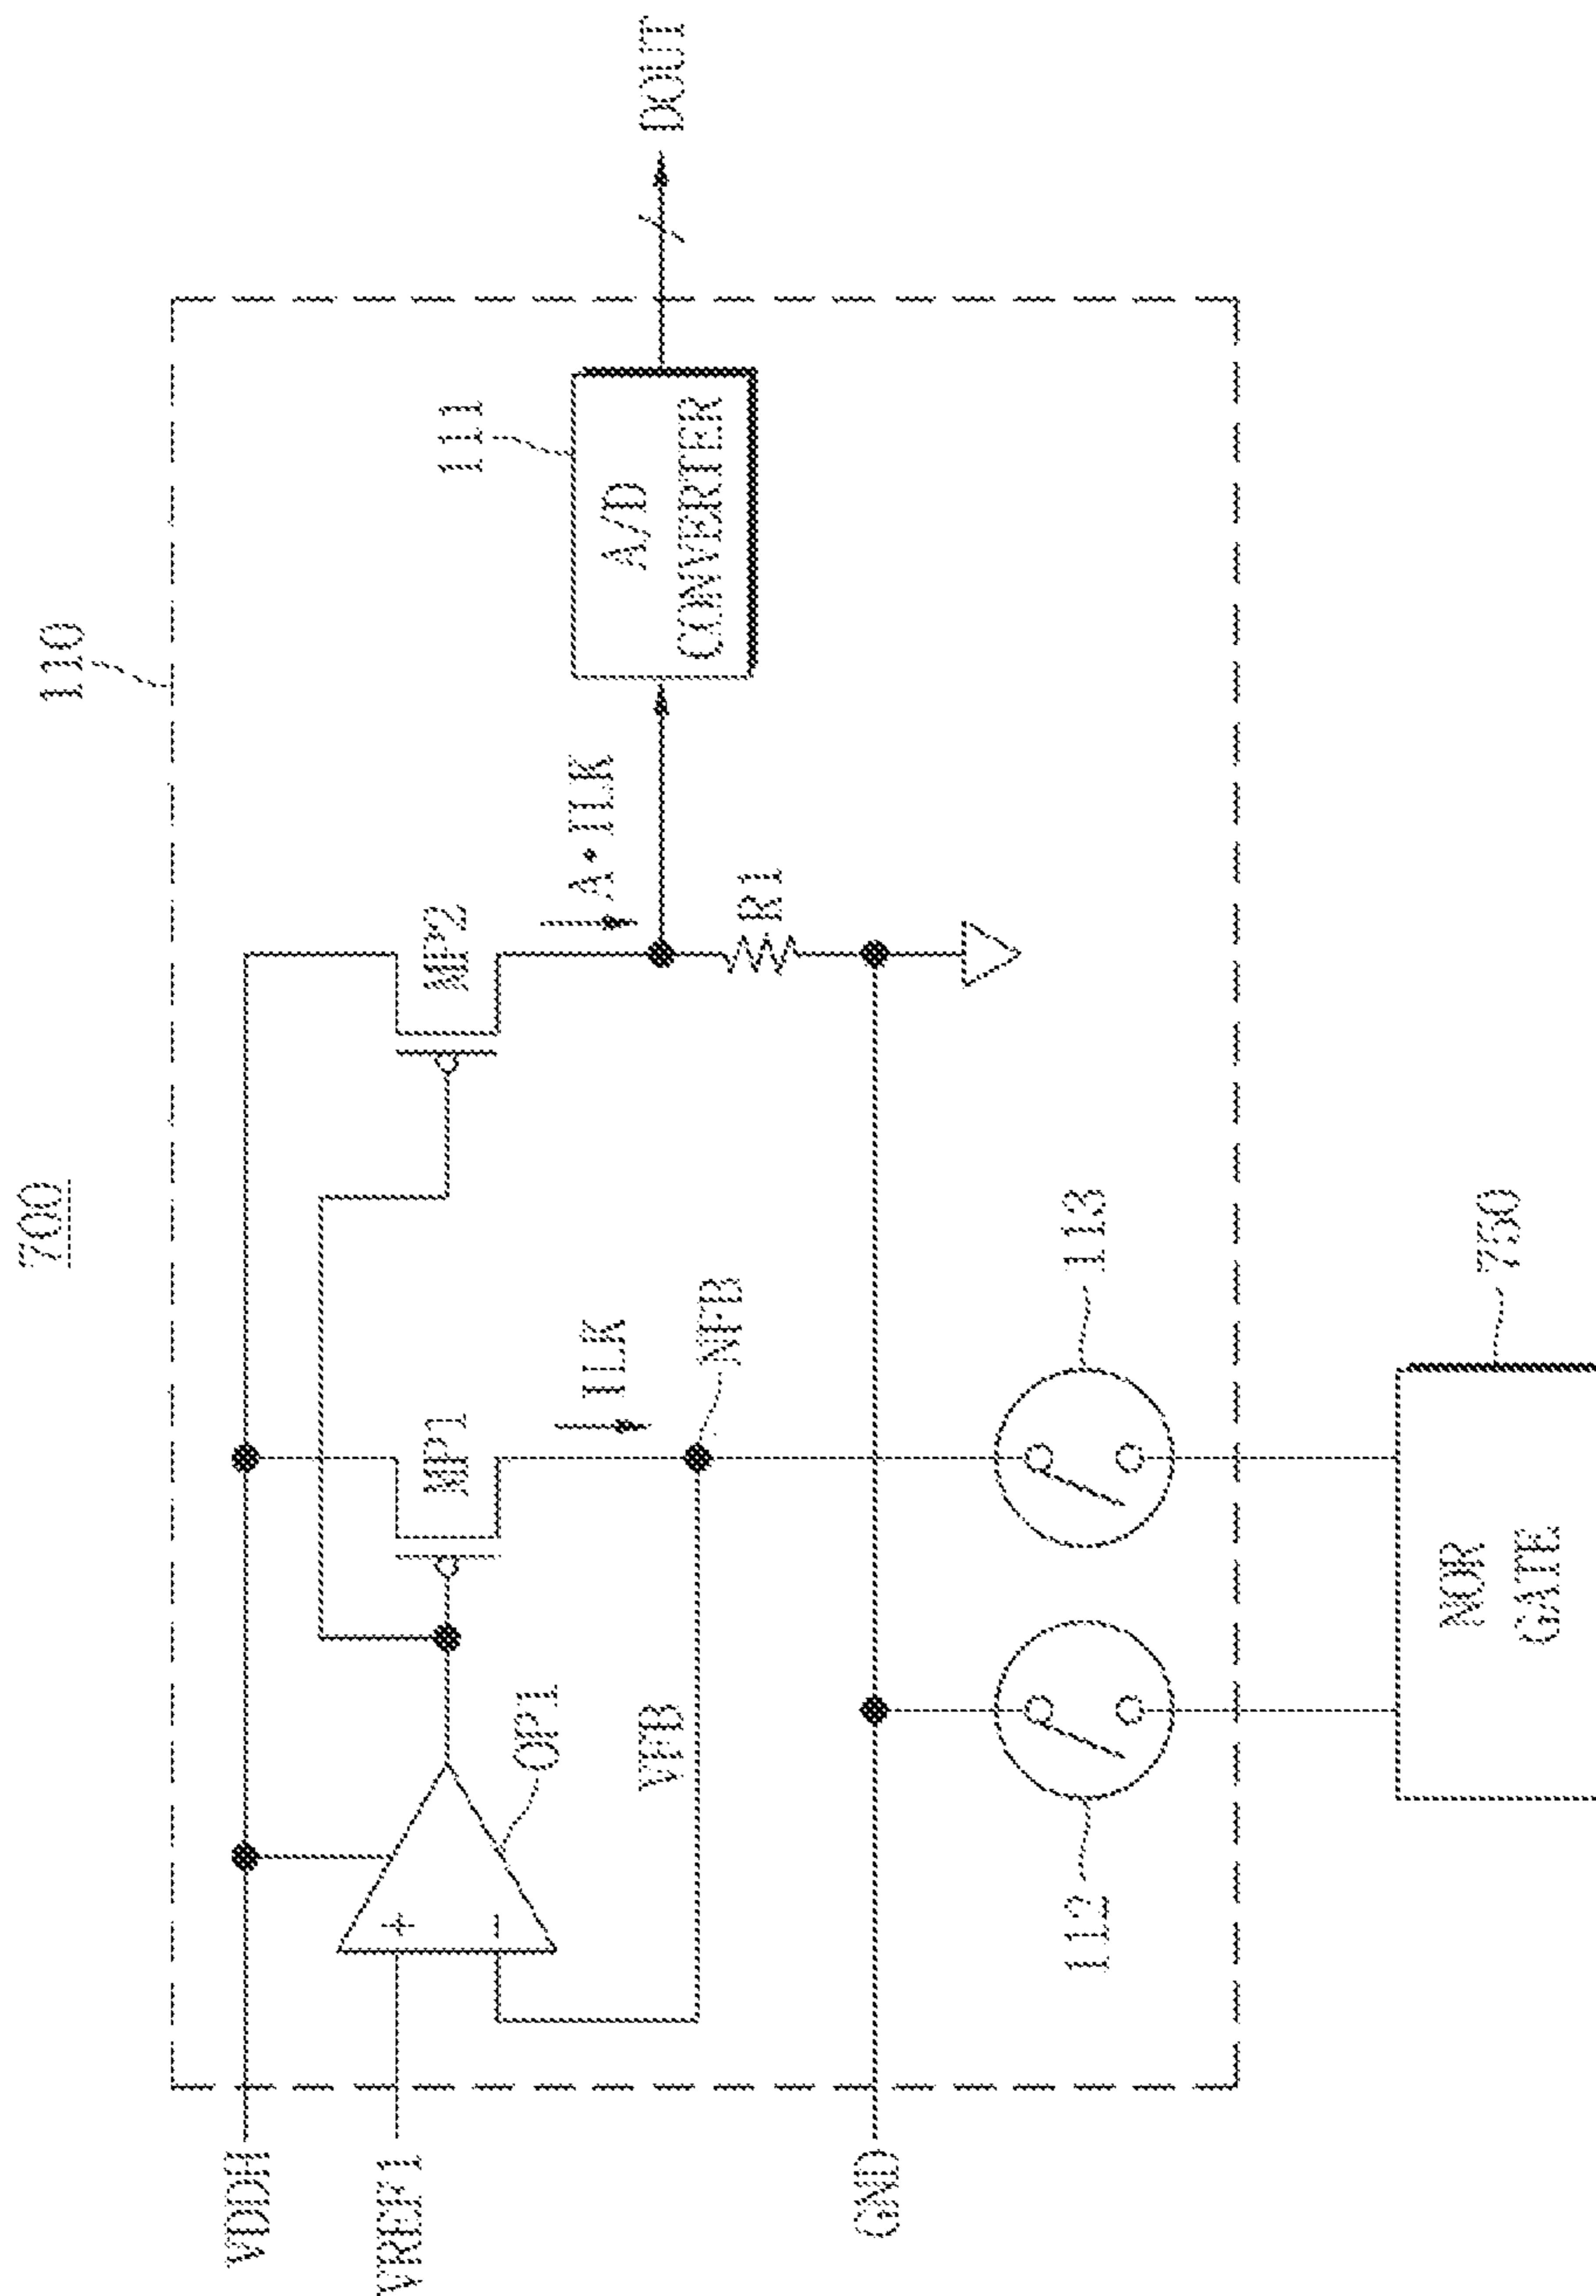 700
110
VDDH
VREF1
+
-
OP1
MP1
MP2
ILK
A•ILK
111
A/D
CONVERTER
DOUT
VFB
NFB
R1
GND
112
113
NOR
GATE
750